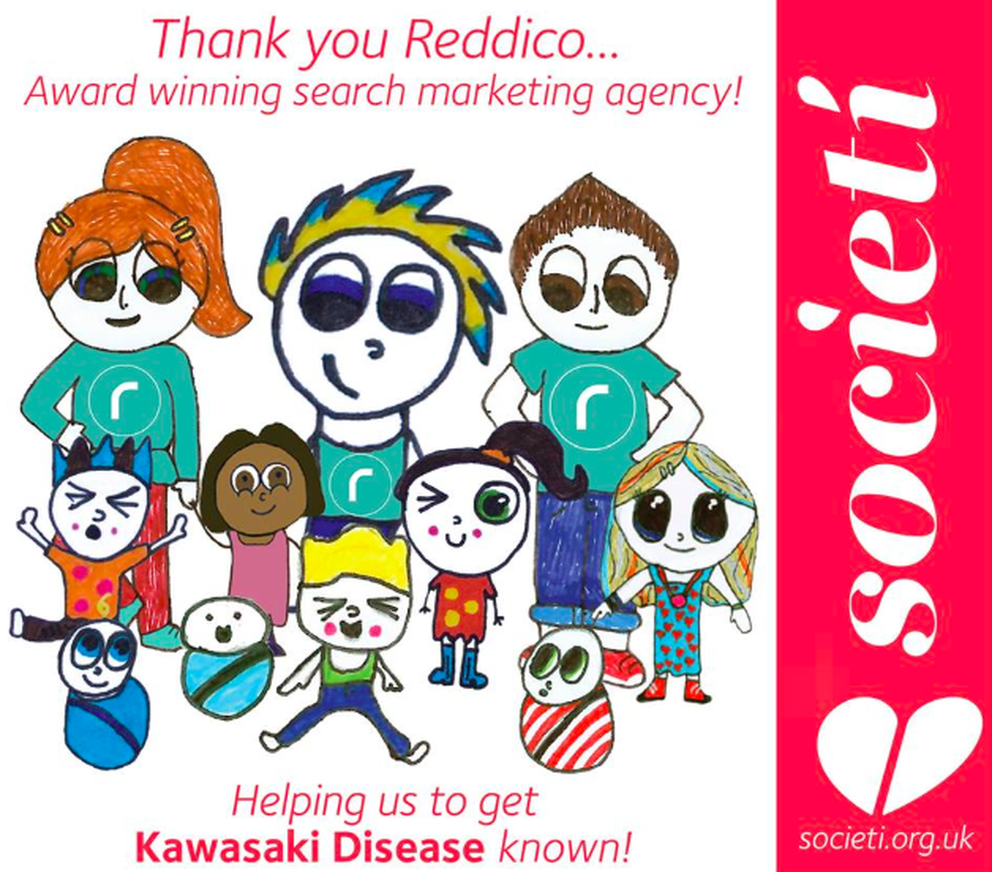 Thank you Reddico...
Award winning search marketing agency!
r
r
r
6
Helping us to get
Kawasaki Disease known!
societi
societi.org.uk